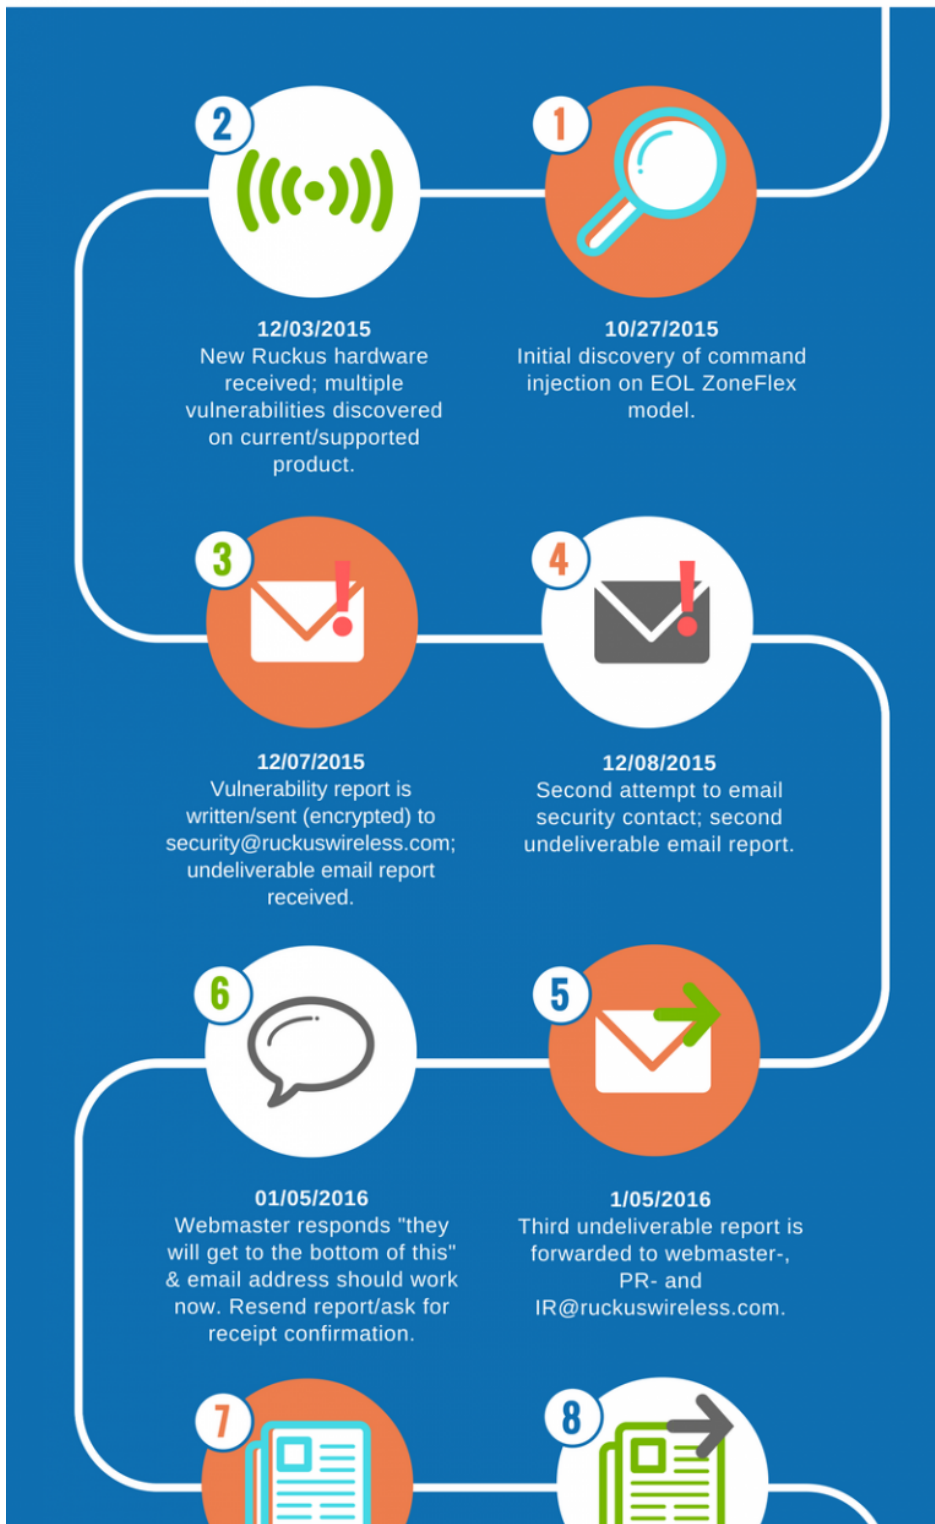 1
10/27/2015
Initial discovery of command
injection on EOL ZoneFlex
model.
2
12/03/2015
New Ruckus hardware
received; multiple
vulnerabilities discovered
on current/supported
product.
3
12/07/2015
Vulnerability report is
written/sent (encrypted) to
security@ruckuswireless.com;
undeliverable email report
received.
4
12/08/2015
Second attempt to email
security contact; second
undeliverable email report.
5
1/05/2016
Third undeliverable report is
forwarded to webmaster-,
PR- and
IR@ruckuswireless.com.
6
01/05/2016
Webmaster responds "they
will get to the bottom of this"
& email address should work
now. Resend report/ask for
receipt confirmation.
7
8